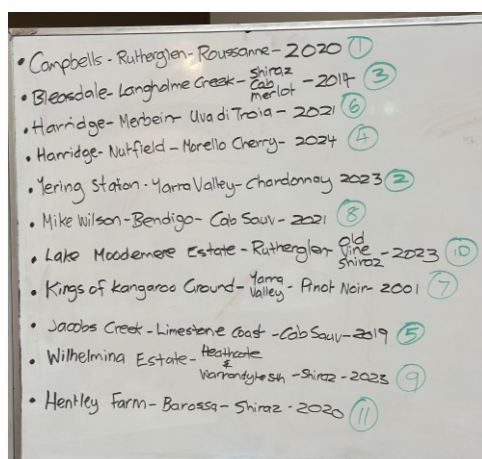 • Campbells - Rutherglen - Roussanne - 2020 ①
• Bleasdale - Langhorne Creek - Shiraz Cab Merlot - 2014 ③
• Harridge - Merbein - Uva di Troia - 2021 ⑥
• Harridge - Nutfield - Morello Cherry - 2024 ④
• Yering Station - Yarra Valley - Chardonnay 2023 ②
• Mike Wilson - Bendigo - Cab Sauv - 2021 ⑧
• Lake Moodemere Estate - Rutherglen Old Vine Shiraz - 2023 ⑩
• Kings of Kangaroo Ground - Yarra Valley - Pinot Noir - 2001 ⑦
• Jacobs Creek - Limestone Coast - Cab Sauv - 2019 ⑤
• Wilhelmina Estate - Heathcote & Warrandyte Sth - Shiraz - 2023 ⑨
• Hentley Farm - Barossa - Shiraz - 2020 ⑪